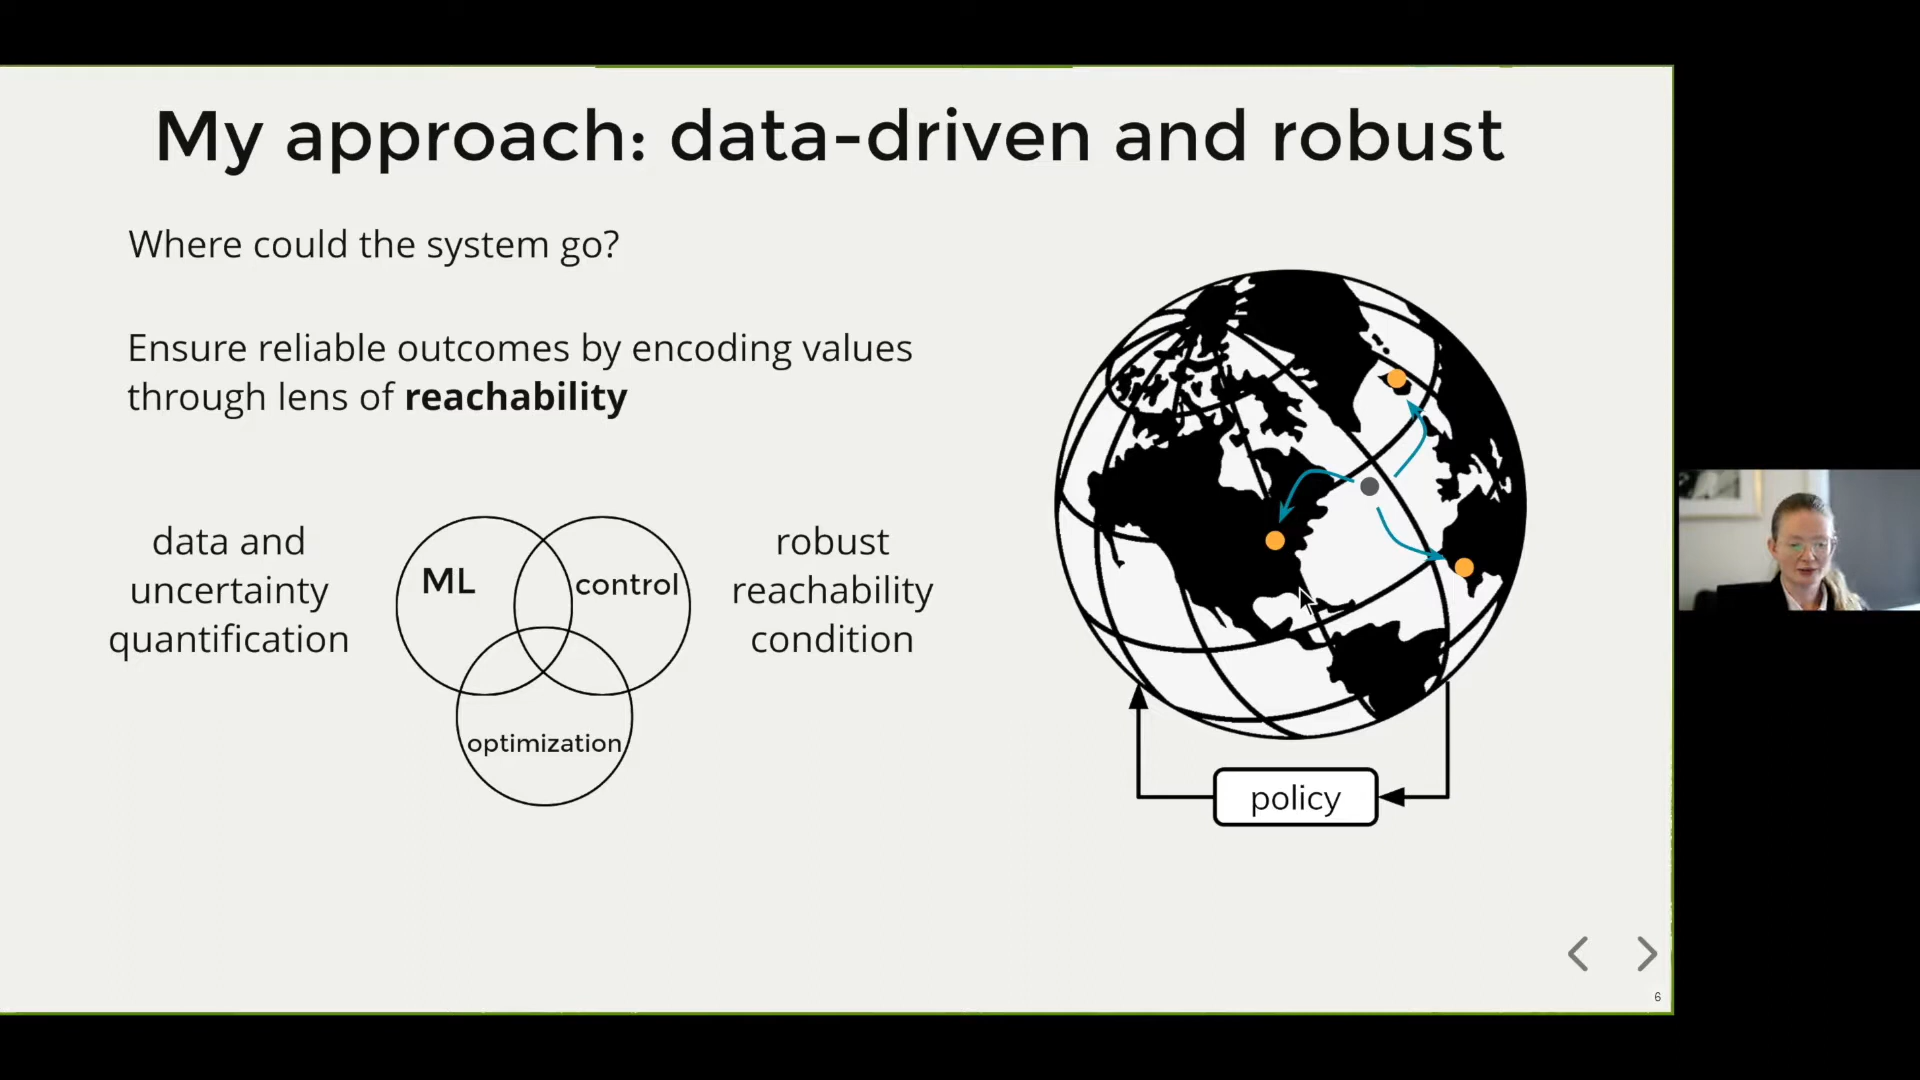 My approach: data-driven and robust
Where could the system go?
Ensure reliable outcomes by encoding values
through lens of reachability
data and
uncertainty
quantification
ML
control
optimization
robust
reachability
condition
policy
6